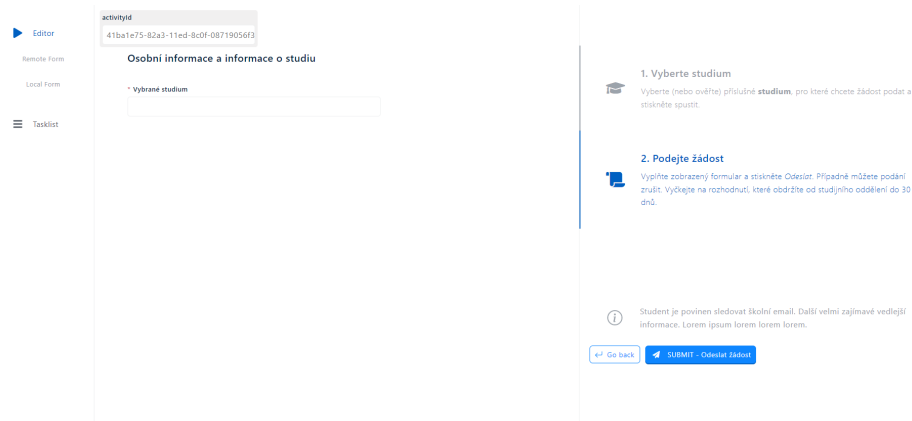 Editor
Remote Form
Local Form
Tasklist
activityId
41ba1e75-82a3-11ed-8c0f-08719056f3
Osobní informace a informace o studiu
* Vybrané studium
1. Vyberte studium
Vyberte (nebo ověřte) příslušné studium, pro které chcete žádost podat a
stiskněte spustit.
2. Podejte žádost
Vyplňte zobrazený formular a stiskněte Odeslat. Případně můžete podání
zrušit. Vyčkejte na rozhodnutí, které obdržíte od studijního oddělení do 30
dnů.
Student je povinen sledovat školní email. Další velmi zajímavé vedlejší
informace. Lorem ipsum lorem lorem lorem.
Go back
SUBMIT - Odeslat žádost